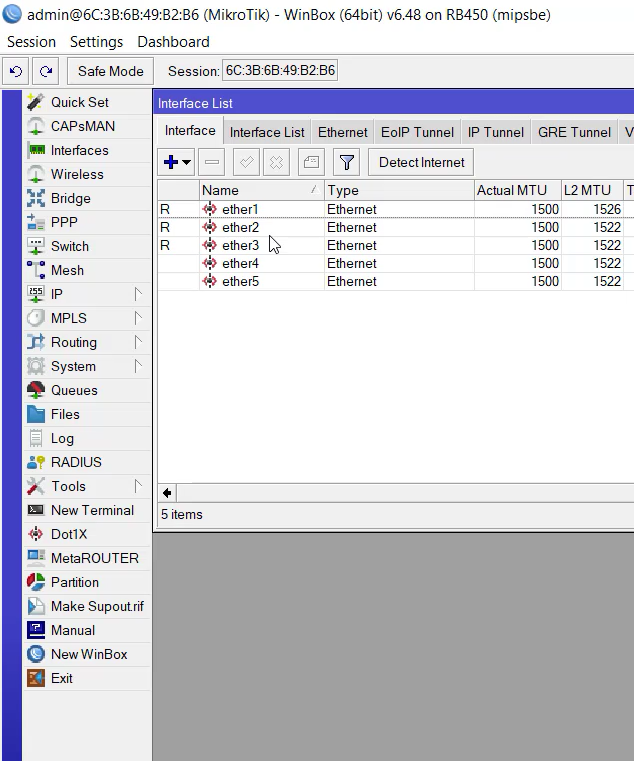 admin@6C:3B:6B:49:B2:B6 (MikroTik) - WinBox (64bit) v6.48 on RB450 (mipsbe)
Session Settings Dashboard
Safe Mode Session: 6C:3B:6B:49:B2:B6
Quick Set
CAPsMAN
Interfaces
Wireless
Bridge
PPP
Switch
Mesh
IP
MPLS
Routing
System
Queues
Files
Log
RADIUS
Tools
New Terminal
Dot1X
MetaROUTER
Partition
Make Supout.rif
Manual
New WinBox
Exit
Interface List
Interface Interface List Ethernet EoIP Tunnel IP Tunnel GRE Tunnel V
Detect Internet
Name Type Actual MTU L2 MTU T
R ether1 Ethernet 1500 1526
R ether2 Ethernet 1500 1522
R ether3 Ethernet 1500 1522
ether4 Ethernet 1500 1522
ether5 Ethernet 1500 1522
5 items